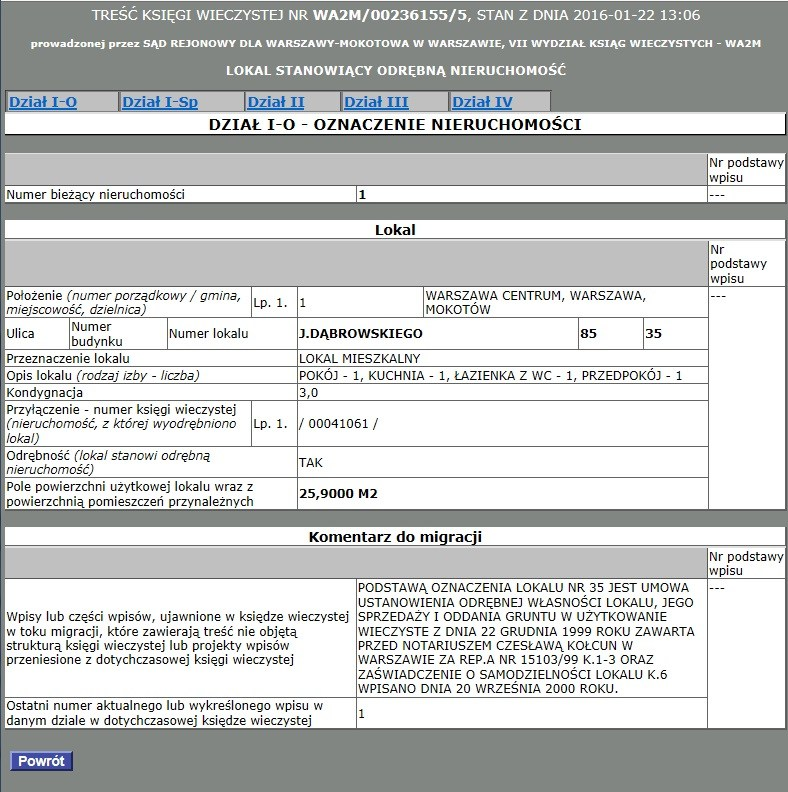 TREŚĆ KSIĘGI WIECZYSTEJ NR WA2M/00236155/5, STAN Z DNIA 2016-01-22 13:06
prowadzonej przez SĄD REJONOWY DLA WARSZAWY-MOKOTOWA W WARSZAWIE, VII WYDZIAŁ KSIĄG WIECZYSTYCH - WA2M
LOKAL STANOWIĄCY ODRĘBNĄ NIERUCHOMOŚĆ
Dział I-O Dział I-Sp Dział II Dział III Dział IV
DZIAŁ I-O - OZNACZENIE NIERUCHOMOŚCI
Nr podstawy
wpisu
Numer bieżący nieruchomości 1 ---
Lokal
Nr
podstawy
wpisu
Położenie (numer porządkowy / gmina,
miejscowość, dzielnica)
Lp. 1. 1
WARSZAWA CENTRUM, WARSZAWA,
MOKOTÓW
---
Ulica
Numer
budynku
Numer lokalu
J.DĄBROWSKIEGO 85 35
Przeznaczenie lokalu LOKAL MIESZKALNY
Opis lokalu (rodzaj izby - liczba) POKÓJ - 1, KUCHNIA - 1, ŁAZIENKA Z WC - 1, PRZEDPOKÓJ - 1
Kondygnacja 3,0
Przyłączenie - numer księgi wieczystej
(nieruchomość, z której wyodrębniono
lokal)
Lp. 1. / 00041061 /
Odrębność (lokal stanowi odrębną
nieruchomość)
TAK
Pole powierzchni użytkowej lokalu wraz z
powierzchnią pomieszczeń przynależnych
25,9000 M2
Komentarz do migracji
Nr podstawy
wpisu
Wpisy lub części wpisów, ujawnione w księdze wieczystej
w toku migracji, które zawierają treść nie objętą
strukturą księgi wieczystej lub projekty wpisów
przeniesione z dotychczasowej księgi wieczystej
PODSTAWĄ OZNACZENIA LOKALU NR 35 JEST UMOWA
USTANOWIENIA ODRĘBNEJ WŁASNOŚCI LOKALU, JEGO
SPRZEDAŻY I ODDANIA GRUNTU W UŻYTKOWANIE
WIECZYSTE Z DNIA 22 GRUDNIA 1999 ROKU ZAWARTA
PRZED NOTARIUSZEM CZESŁAWĄ KOŁCUN W
WARSZAWIE ZA REP.A NR 15103/99 K.1-3 ORAZ
ZAŚWIADCZENIE O SAMODZIELNOŚCI LOKALU K.6
WPISANO DNIA 20 WRZEŚNIA 2000 ROKU.
---
Ostatni numer aktualnego lub wykreślonego wpisu w
danym dziale w dotychczasowej księdze wieczystej
1
Powrót